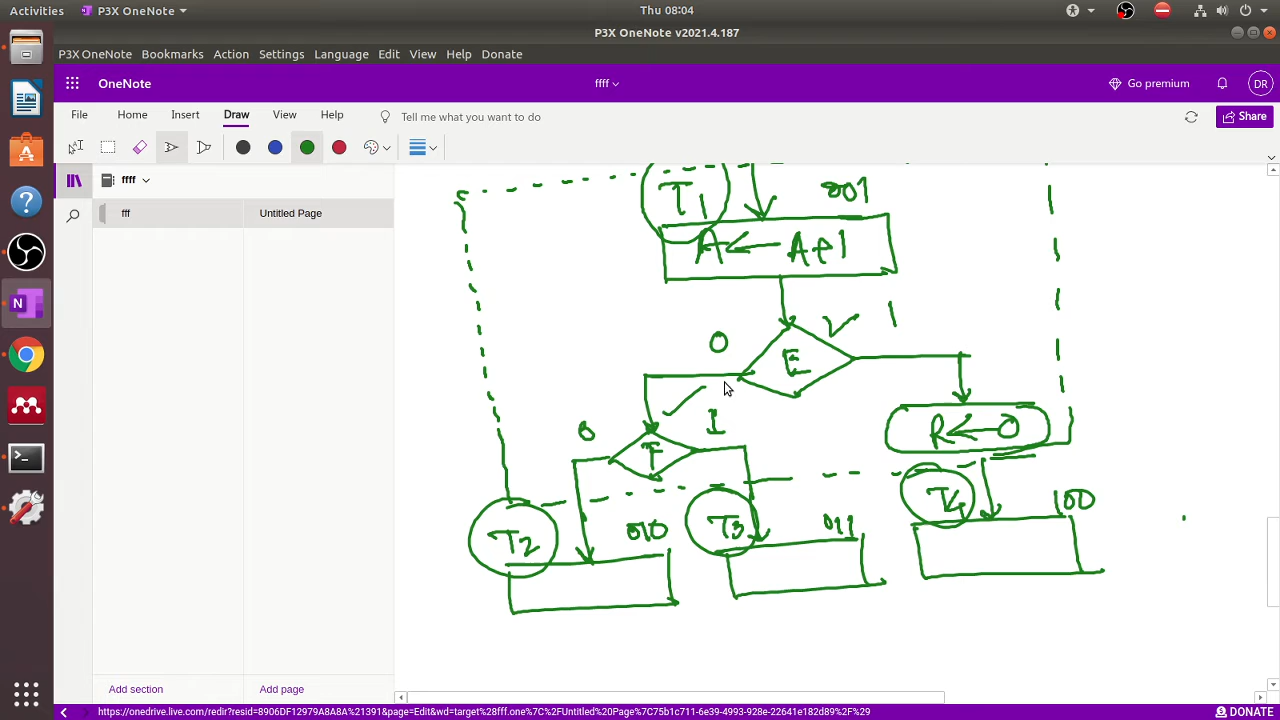 Activities P3X OneNote Thu 08:04
P3X OneNote v2021.4.187
P3X OneNote Bookmarks Action Settings Language Edit View Help Donate
OneNote ffff Go premium DR
File Home Insert Draw View Help Tell me what you want to do Share
ffff
fff Untitled Page
T1 001
A ← A+1
0 E 1
0 F 1 R ← 0
T2 010 T3 011 T4 100
Add section Add page
https://onedrive.live.com/redir?resid=8906DF12979A8A8A%21391&page=Edit&wd=target%28fff.one%7C%2FUntitled%20Page%7C75b1c711-6e39-4993-928e-22641e182d89%2F%29 DONATE